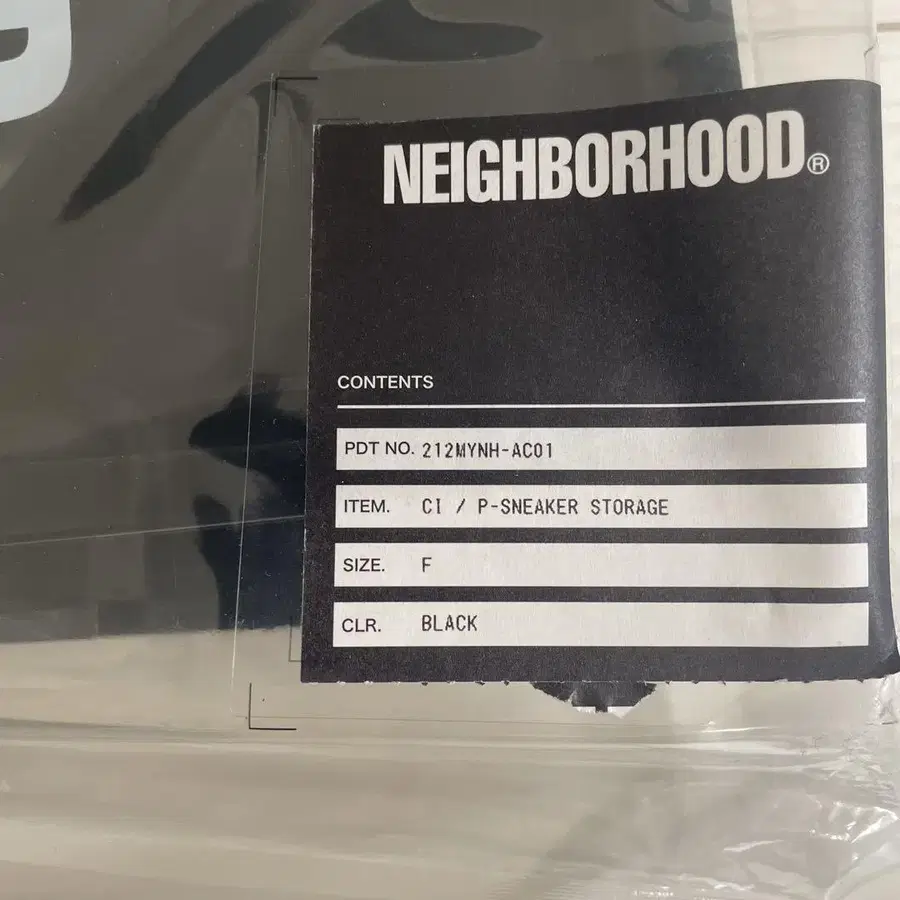 NEIGHBORHOOD®
CONTENTS
PDT NO. 212MYNH-AC01
ITEM. CI / P-SNEAKER STORAGE
SIZE. F
CLR. BLACK